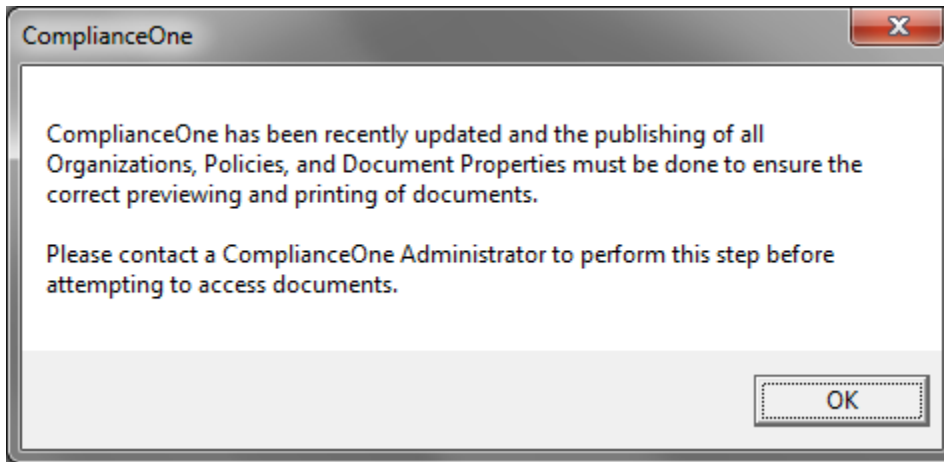 ComplianceOne
ComplianceOne has been recently updated and the publishing of all
Organizations, Policies, and Document Properties must be done to ensure the
correct previewing and printing of documents.
Please contact a ComplianceOne Administrator to perform this step before
attempting to access documents.
OK